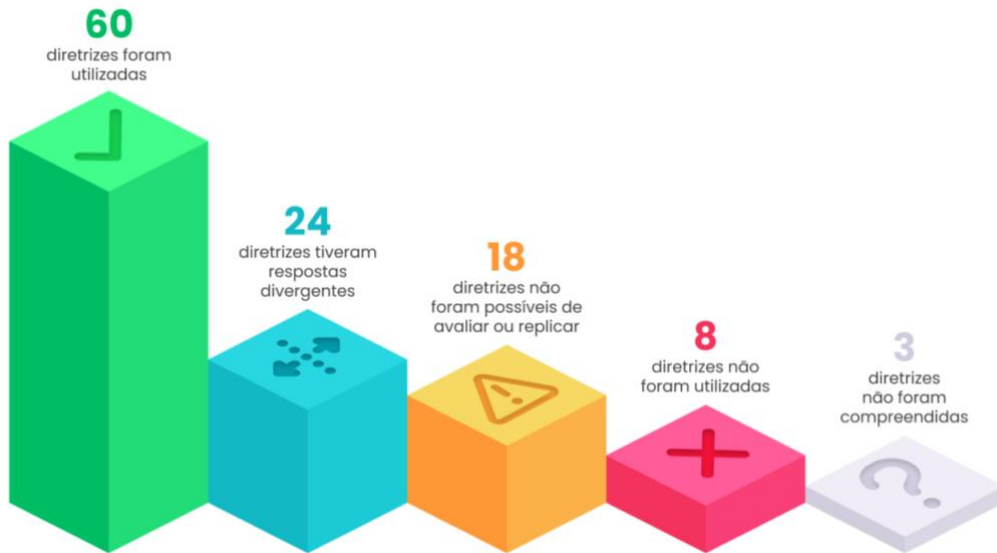 60
diretrizes foram
utilizadas
24
diretrizes tiveram
respostas
divergentes
18
diretrizes não
foram possíveis de
avaliar ou replicar
8
diretrizes não
foram utilizadas
3
diretrizes
não foram
compreendidas